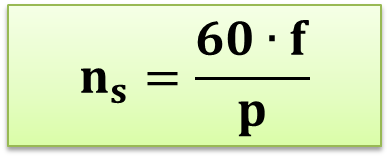 nₛ = (60 · f) / p